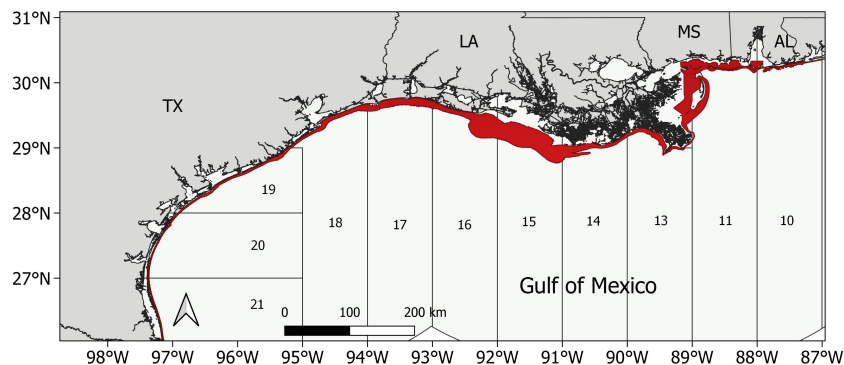 31°N
30°N
29°N
28°N
27°N
LA
MS
AL
TX
19
20
21
18
17
16
15
14
13
11
10
Gulf of Mexico
0 100 200 km
98°W 97°W 96°W 95°W 94°W 93°W 92°W 91°W 90°W 89°W 88°W 87°W